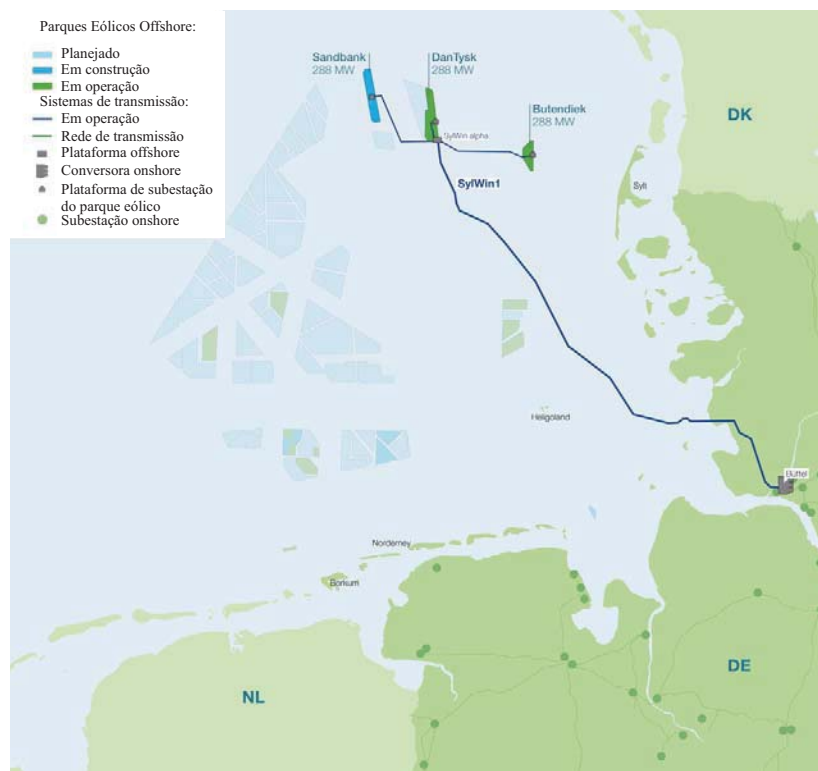 Parques Eólicos Offshore:
Planejado
Em construção
Em operação
Sistemas de transmissão:
Em operação
Rede de transmissão
Plataforma offshore
Conversora onshore
Plataforma de subestação
do parque eólico
Subestação onshore
Sandbank
288 MW
DanTysk
288 MW
Butendiek
288 MW
SylWin alpha
SylWin1
Sylt
DK
Helgoland
Büttel
Norderney
Borkum
NL
DE